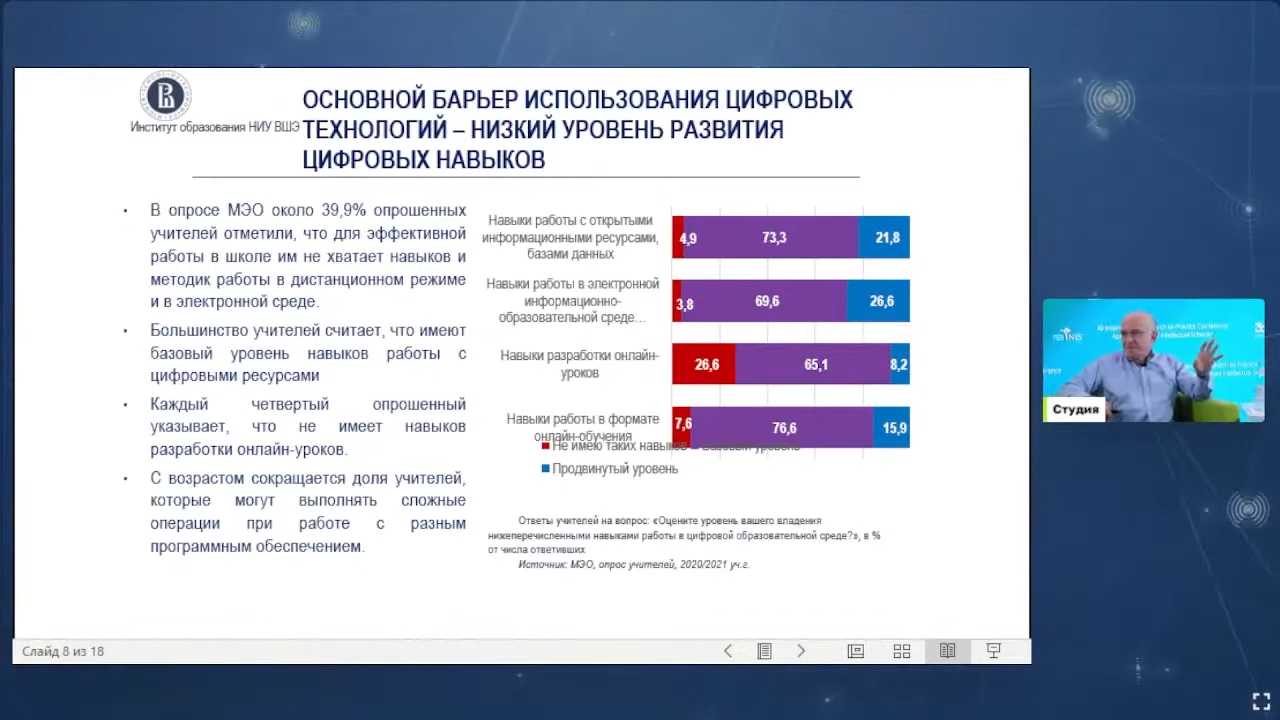 Институт образования НИУ ВШЭ
ОСНОВНОЙ БАРЬЕР ИСПОЛЬЗОВАНИЯ ЦИФРОВЫХ
ТЕХНОЛОГИЙ – НИЗКИЙ УРОВЕНЬ РАЗВИТИЯ
ЦИФРОВЫХ НАВЫКОВ
• В опросе МЭО около 39,9% опрошенных
учителей отметили, что для эффективной
работы в школе им не хватает навыков и
методик работы в дистанционном режиме
и в электронной среде.
• Большинство учителей считает, что имеют
базовый уровень навыков работы с
цифровыми ресурсами
• Каждый четвертый опрошенный
указывает, что не имеет навыков
разработки онлайн-уроков.
• С возрастом сокращается доля учителей,
которые могут выполнять сложные
операции при работе с разным
программным обеспечением.
Навыки работы с открытыми
информационными ресурсами,
базами данных
4,9 73,3 21,8
Навыки работы в электронной
информационно-
образовательной среде...
3,8 69,6 26,6
Навыки разработки онлайн-
уроков
26,6 65,1 8,2
Навыки работы в формате
онлайн-обучения
7,6 76,6 15,9
Не имею таких навыков Базовый уровень
Продвинутый уровень
Ответы учителей на вопрос: «Оцените уровень вашего владения
нижеперечисленными навыками работы в цифровой образовательной среде?», в %
от числа ответивших
Источник: МЭО, опрос учителей, 2020/2021 уч.г.
Слайд 8 из 18
Студия